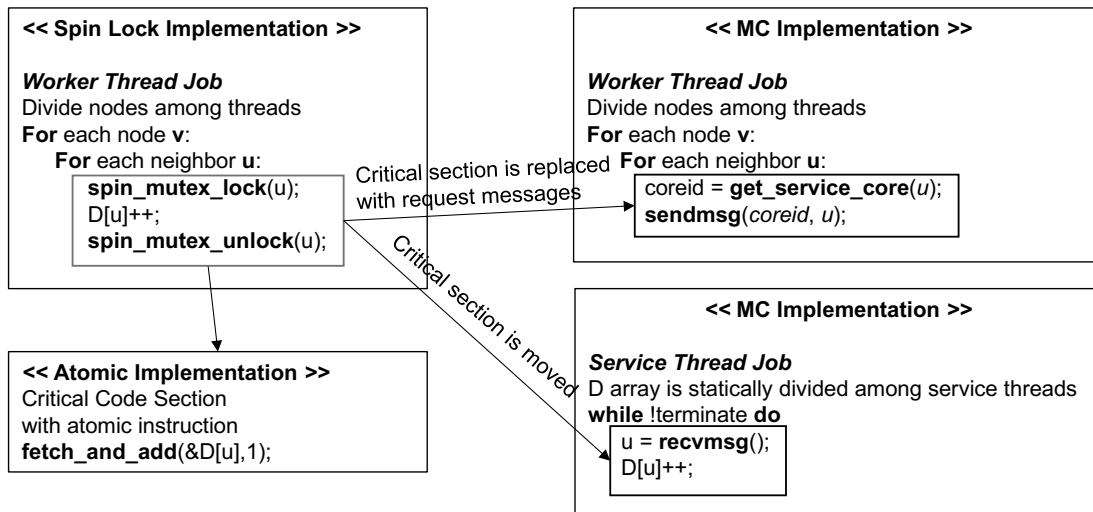 << Spin Lock Implementation >>
Worker Thread Job
Divide nodes among threads
For each node v:
For each neighbor u:
spin_mutex_lock(u);
D[u]++;
spin_mutex_unlock(u);
Critical section is replaced
with request messages
Critical section is moved
<< MC Implementation >>
Worker Thread Job
Divide nodes among threads
For each node v:
For each neighbor u:
coreid = get_service_core(u);
sendmsg(coreid, u);
<< Atomic Implementation >>
Critical Code Section
with atomic instruction
fetch_and_add(&D[u],1);
<< MC Implementation >>
Service Thread Job
D array is statically divided among service threads
while !terminate do
u = recvmsg();
D[u]++;